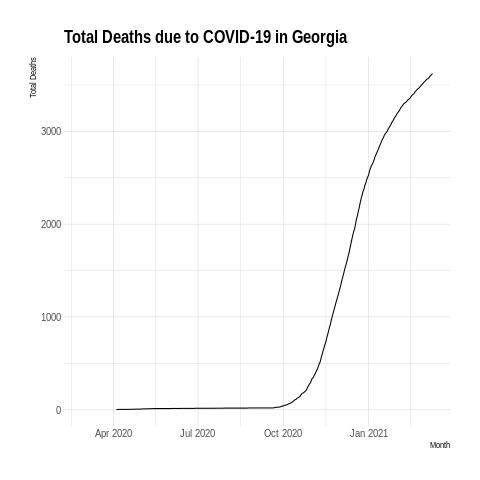 Total Deaths due to COVID-19 in Georgia
Total Deaths
3000
2000
1000
0
Apr 2020 Jul 2020 Oct 2020 Jan 2021
Month